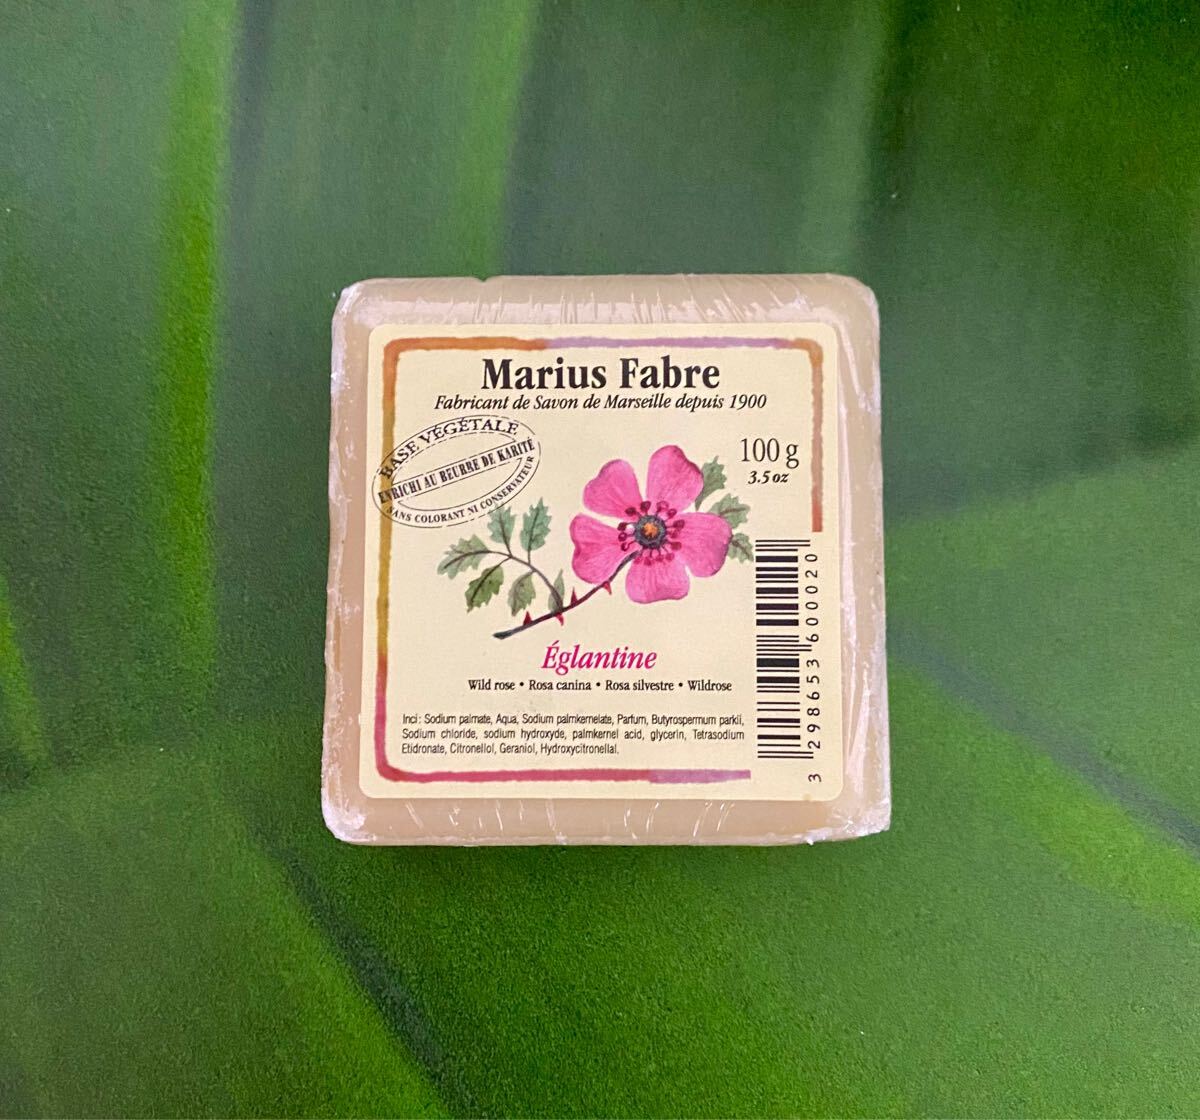 Marius Fabre
Fabricant de Savon de Marseille depuis 1900
BASE VÉGÉTALE
ENRICHI AU BEURRE DE KARITÉ
SANS COLORANT NI CONSERVATEUR
100 g
3.5 oz
Églantine
Wild rose • Rosa canina • Rosa silvestre • Wildrose
Inci : Sodium palmate, Aqua, Sodium palmkernelate, Parfum, Butyrospermum parkii,
Sodium chloride, sodium hydroxyde, palmkernel acid, glycerin, Tetrasodium
Etidronate, Citronellol, Geraniol, Hydroxycitronellal.
3 298653 600020